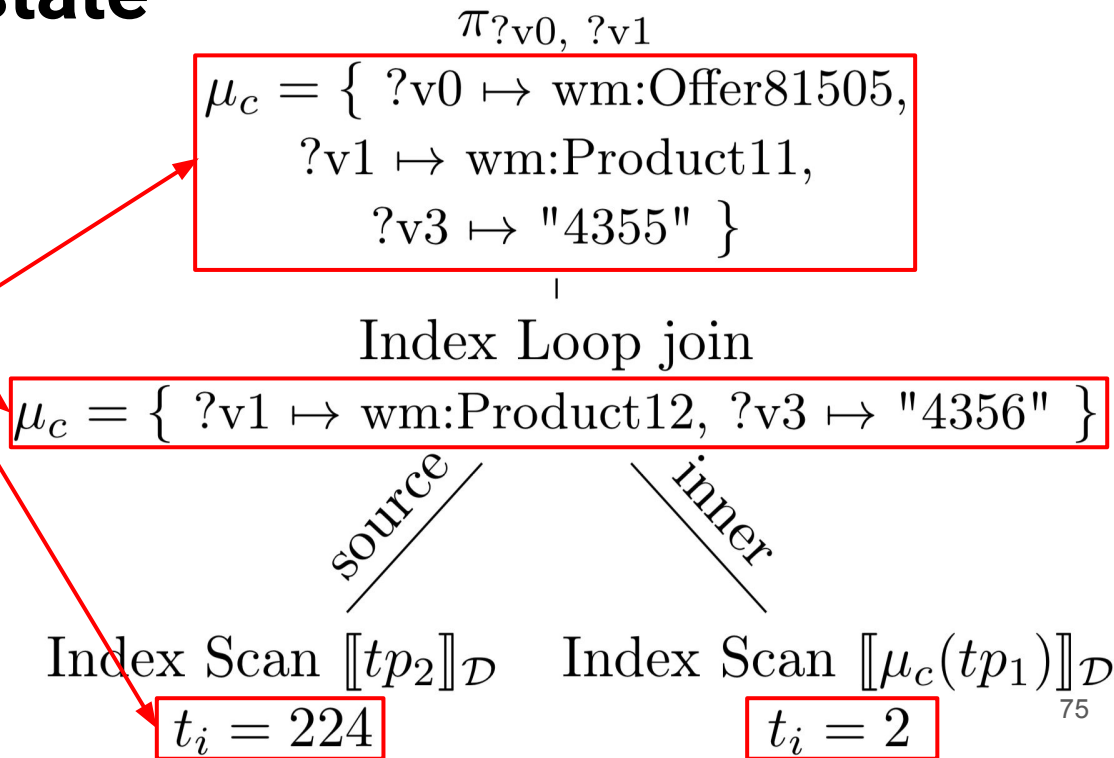 state
π?v0, ?v1
μc = { ?v0 ↦ wm:Offer81505,
?v1 ↦ wm:Product11,
?v3 ↦ "4355" }
Index Loop join
μc = { ?v1 ↦ wm:Product12, ?v3 ↦ "4356" }
source
inner
Index Scan ⟦tp₂⟧𝒟
Index Scan ⟦μc(tp₁)⟧𝒟
tᵢ = 224
tᵢ = 2
75